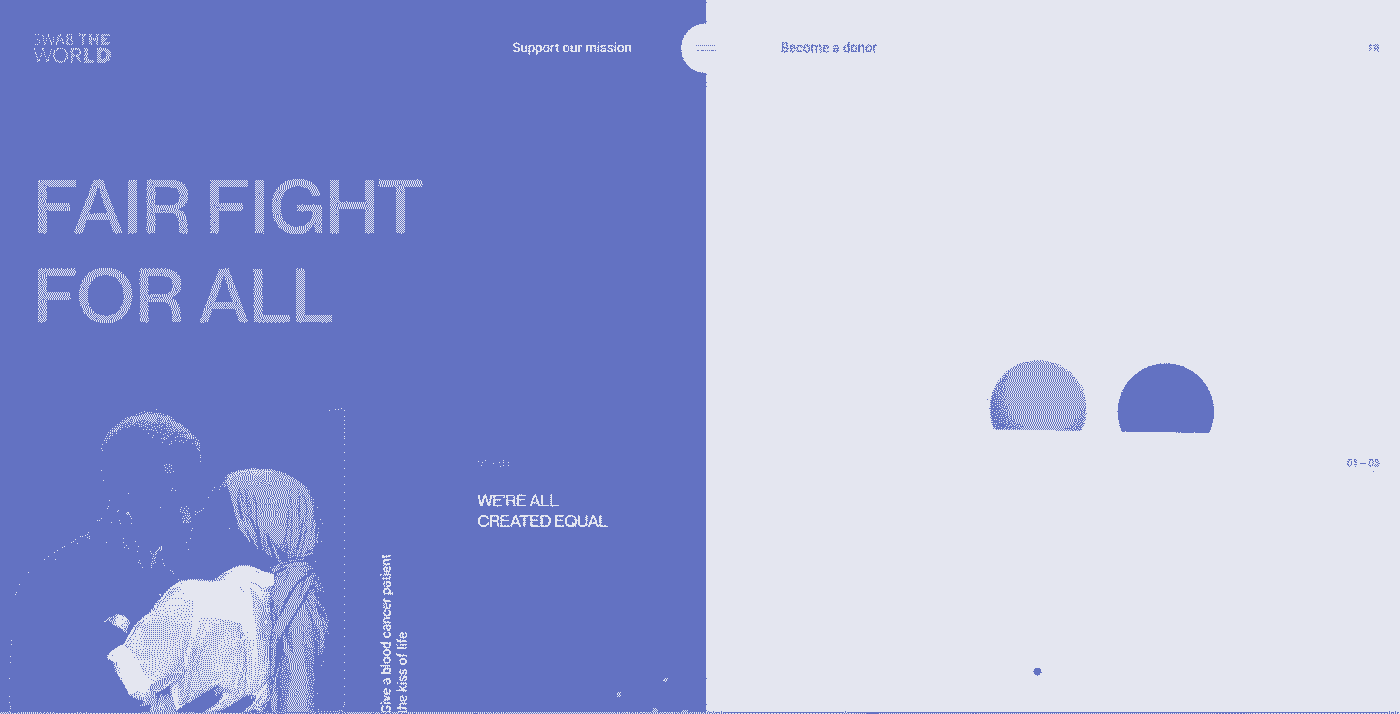 SWAB THE
WORLD
Support our mission
Become a donor
FR
FAIR FIGHT
FOR ALL
WE'RE ALL
CREATED EQUAL
Give a blood cancer patient
the kiss of life